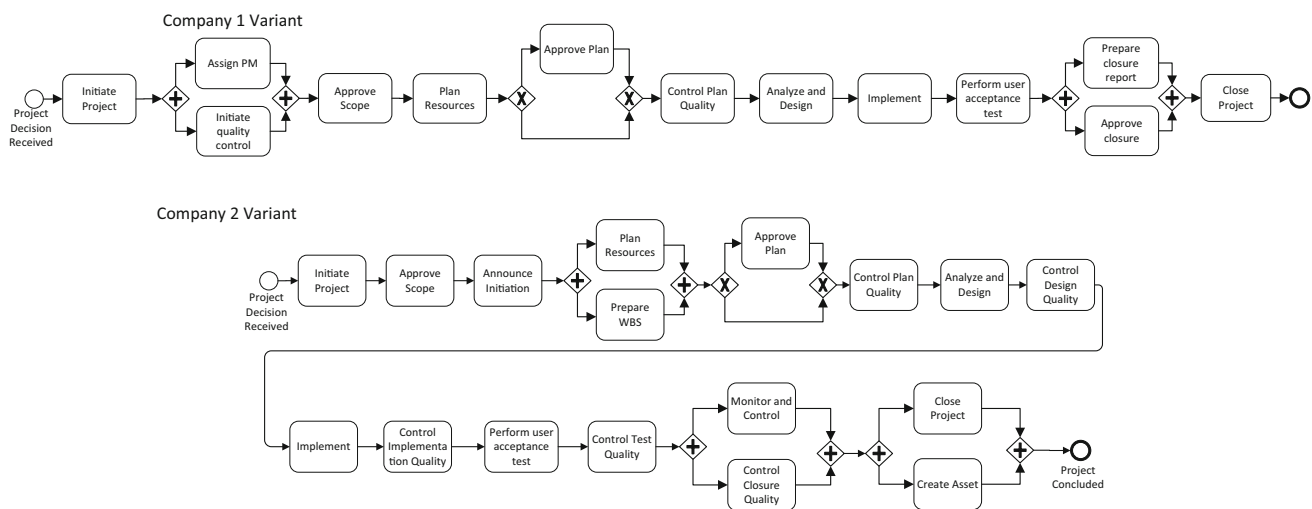 Company 1 Variant
Project
Decision
Received
Initiate
Project
Assign PM
Initiate
quality
control
Approve
Scope
Plan
Resources
Approve Plan
Control Plan
Quality
Analyze and
Design
Implement
Perform user
acceptance
test
Prepare
closure
report
Approve
closure
Close
Project
Company 2 Variant
Project
Decision
Received
Initiate
Project
Approve
Scope
Announce
Initiation
Plan
Resources
Prepare
WBS
Approve
Plan
Control Plan
Quality
Analyze and
Design
Control
Design
Quality
Implement
Control
Implementa
tion Quality
Perform user
acceptance
test
Control Test
Quality
Monitor and
Control
Control
Closure
Quality
Close
Project
Create Asset
Project
Concluded